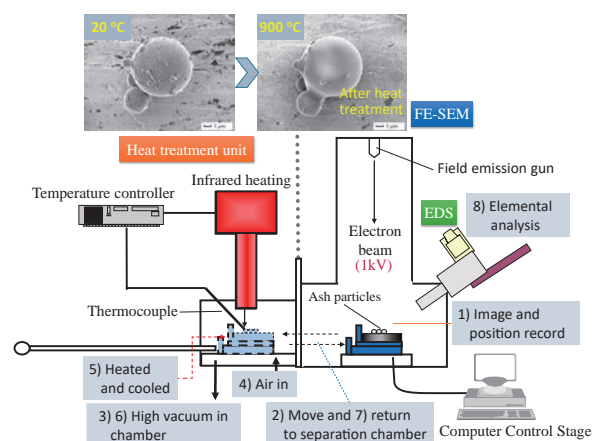 20 °C
900 °C
After heat
treatment
FE-SEM
Heat treatment unit
Field emission gun
Infrared heating
Temperature controller
EDS
8) Elemental
analysis
Electron
beam
(1kV)
Thermocouple
Ash particles
1) Image and
position record
5) Heated
and cooled
4) Air in
3) 6) High vacuum in
chamber
2) Move and 7) return
to separation chamber
Computer Control Stage